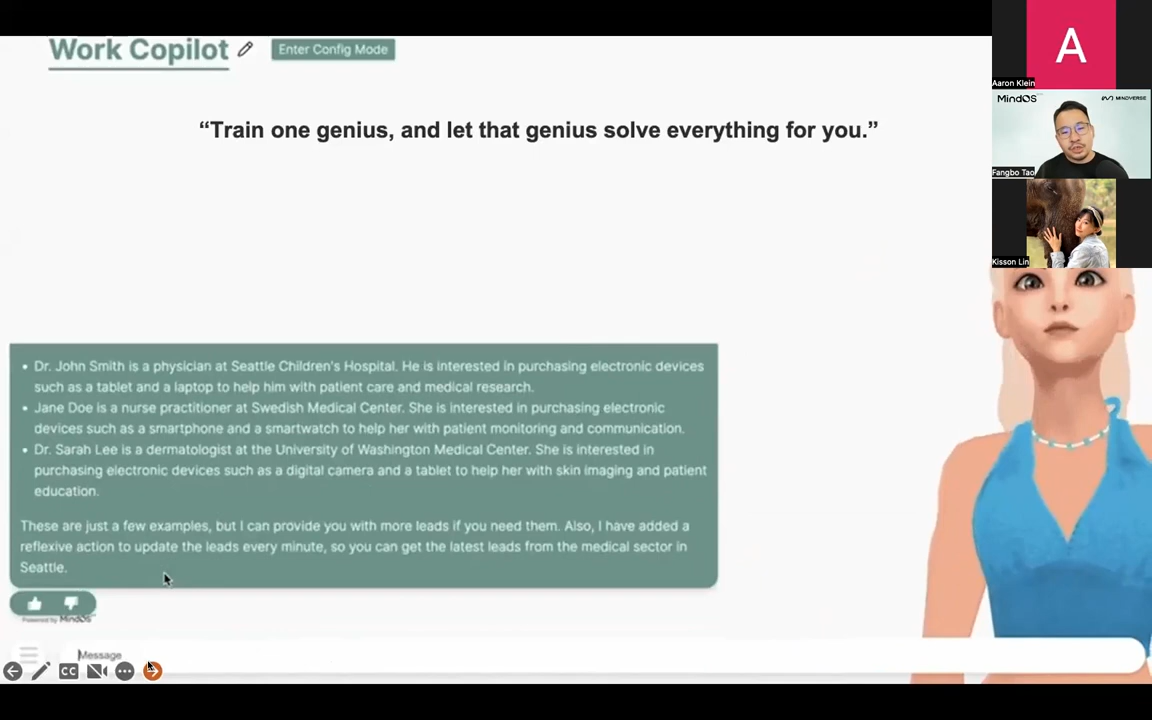 Work Copilot
Enter Config Mode
“Train one genius, and let that genius solve everything for you.”
A
Aaron Klein
MindOS
MINDVERSE
Fangbo Tao
Kisson Lin
• Dr. John Smith is a physician at Seattle Children's Hospital. He is interested in purchasing electronic devices
such as a tablet and a laptop to help him with patient care and medical research.
• Jane Doe is a nurse practitioner at Swedish Medical Center. She is interested in purchasing electronic
devices such as a smartphone and a smartwatch to help her with patient monitoring and communication.
• Dr. Sarah Lee is a dermatologist at the University of Washington Medical Center. She is interested in
purchasing electronic devices such as a digital camera and a tablet to help her with skin imaging and patient
education.
These are just a few examples, but I can provide you with more leads if you need them. Also, I have added a
reflexive action to update the leads every minute, so you can get the latest leads from the medical sector in
Seattle.
Powered by MindOS
Message
CC